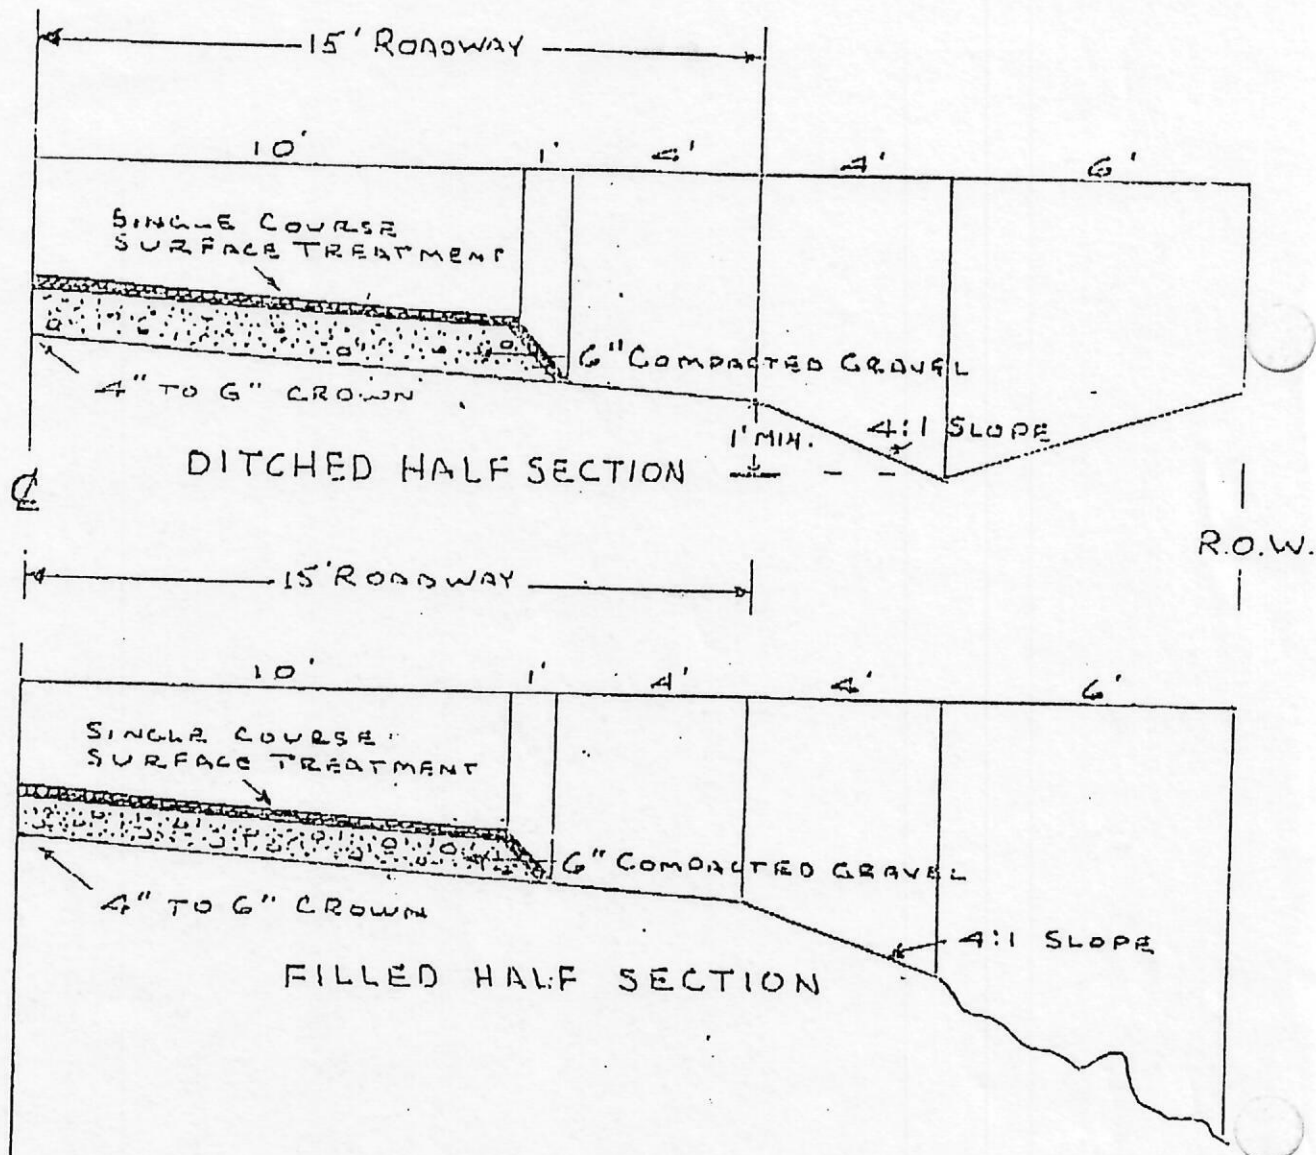 15' ROADWAY
10' 1' 4' 4' 6'
SINGLE COURSE
SURFACE TREATMENT
6" COMPACTED GRAVEL
4" TO 6" CROWN
1' MIN.
4:1 SLOPE
DITCHED HALF SECTION
℄
R.O.W.
15' ROADWAY
10' 1' 4' 4' 6'
SINGLE COURSE
SURFACE TREATMENT
6" COMPACTED GRAVEL
4" TO 6" CROWN
4:1 SLOPE
FILLED HALF SECTION